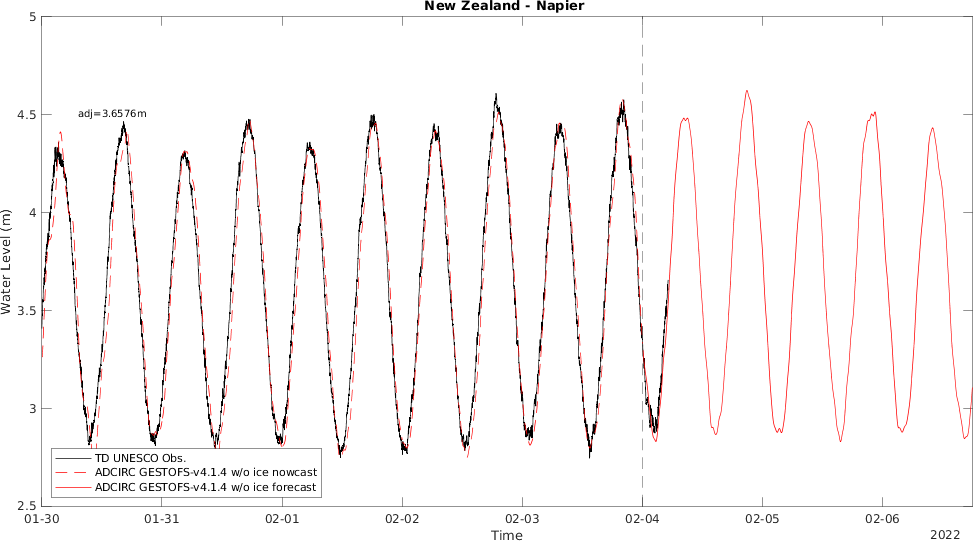 New Zealand - Napier
5
4.5
4
3.5
3
2.5
Water Level (m)
adj=3.6576m
TD UNESCO Obs.
ADCIRC GESTOFS-v4.1.4 w/o ice nowcast
ADCIRC GESTOFS-v4.1.4 w/o ice forecast
01-30 01-31 02-01 02-02 02-03 02-04 02-05 02-06
Time
2022